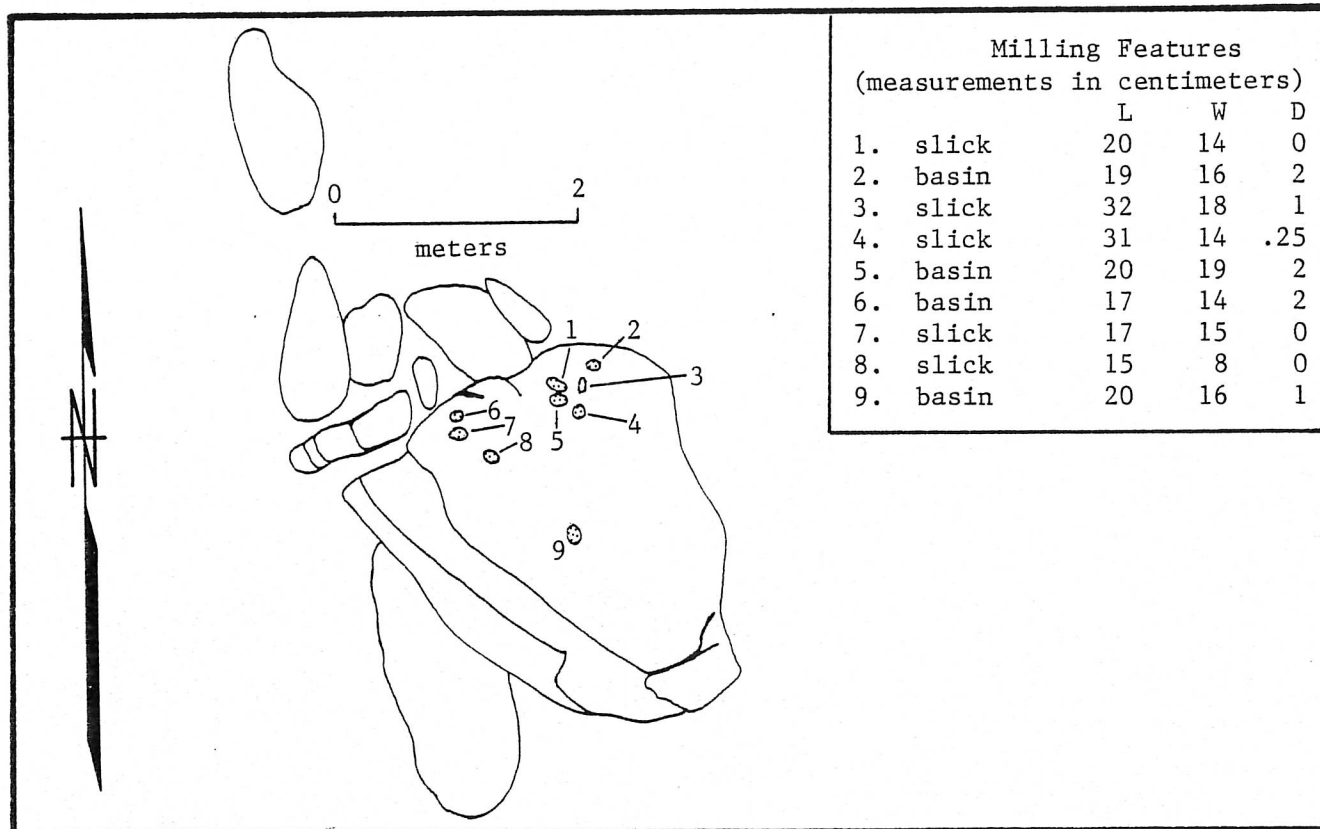 Milling Features
(measurements in centimeters)
L W D
1. slick 20 14 0
2. basin 19 16 2
3. slick 32 18 1
4. slick 31 14 .25
5. basin 20 19 2
6. basin 17 14 2
7. slick 17 15 0
8. slick 15 8 0
9. basin 20 16 1
0 2
meters
1 2
3
6 4
7 5
8
9
N